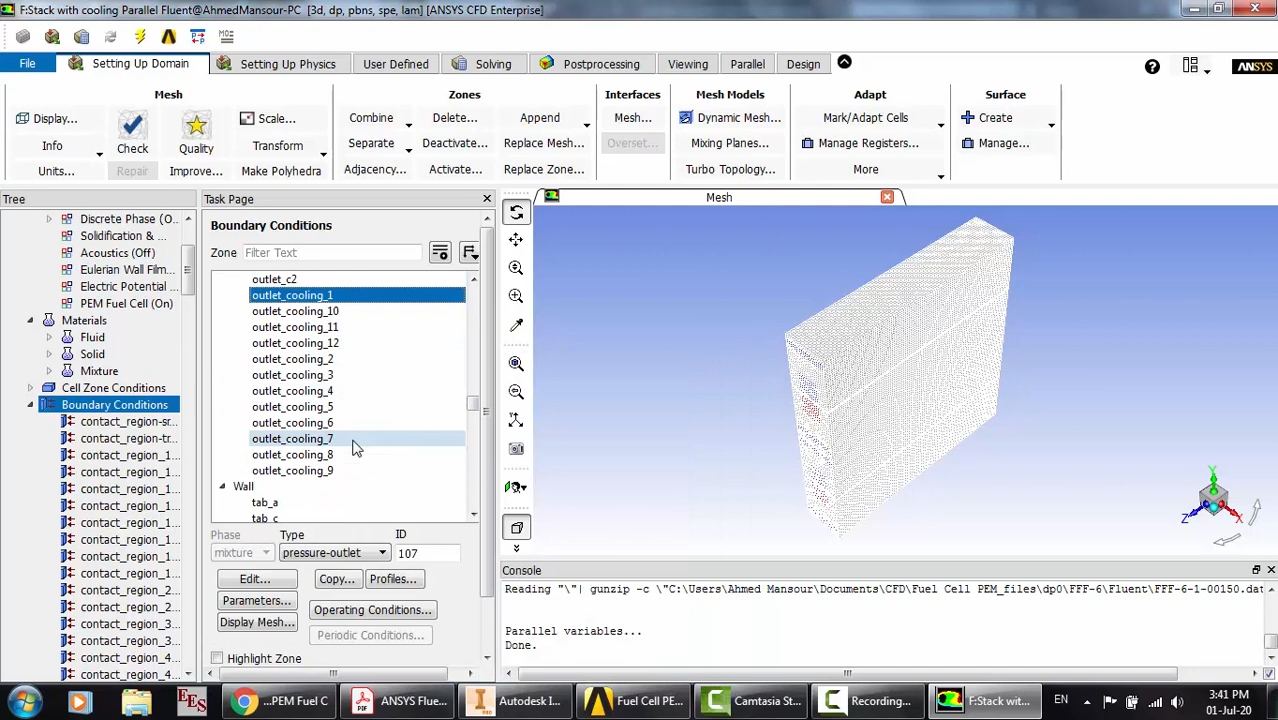 F:Stack with cooling Parallel Fluent@AhmedMansour-PC [3d, dp, pbns, spe, lam] [ANSYS CFD Enterprise]
File Setting Up Domain Setting Up Physics User Defined Solving Postprocessing Viewing Parallel Design ANSYS
Mesh Zones Interfaces Mesh Models Adapt Surface
Display... Scale... Combine Delete... Append Mesh... Dynamic Mesh... Mark/Adapt Cells Create
Info Check Quality Transform Separate Deactivate... Replace Mesh... Overset... Mixing Planes... Manage Registers... Manage...
Units... Repair Improve... Make Polyhedra Adjacency... Activate... Replace Zone... Turbo Topology... More
Tree
Discrete Phase (O...
Solidification & ...
Acoustics (Off)
Eulerian Wall Film...
Electric Potential ...
PEM Fuel Cell (On)
Materials
Fluid
Solid
Mixture
Cell Zone Conditions
Boundary Conditions
contact_region-sr...
contact_region-tr...
contact_region_1...
contact_region_1...
contact_region_1...
contact_region_1...
contact_region_1...
contact_region_1...
contact_region_1...
contact_region_1...
contact_region_2...
contact_region_2...
contact_region_3...
contact_region_3...
contact_region_4...
contact_region_4...
Task Page
Boundary Conditions
Zone Filter Text
outlet_c2
outlet_cooling_1
outlet_cooling_10
outlet_cooling_11
outlet_cooling_12
outlet_cooling_2
outlet_cooling_3
outlet_cooling_4
outlet_cooling_5
outlet_cooling_6
outlet_cooling_7
outlet_cooling_8
outlet_cooling_9
Wall
tab_a
tab_c
Phase Type ID
mixture pressure-outlet 107
Edit... Copy... Profiles...
Parameters... Operating Conditions...
Display Mesh... Periodic Conditions...
Highlight Zone
Mesh
Y
Z X
Console
Reading "\"| gunzip -c \"C:\Users\Ahmed Mansour\Documents\CFD\Fuel Cell PEM_files\dp0\FFF-6\Fluent\FFF-6-1-00150.dat
Parallel variables...
Done.
EES ...PEM Fuel C ANSYS Flue... Autodesk I... Fuel Cell PE... Camtasia St... Recording... F:Stack wit... EN 3:41 PM
01-Jul-20